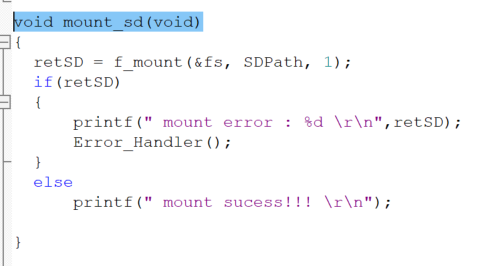 void mount_sd(void)
{
retSD = f_mount(&fs, SDPath, 1);
if(retSD)
{
printf(" mount error : %d \r\n",retSD);
Error_Handler();
}
else
printf(" mount sucess!!! \r\n");
}